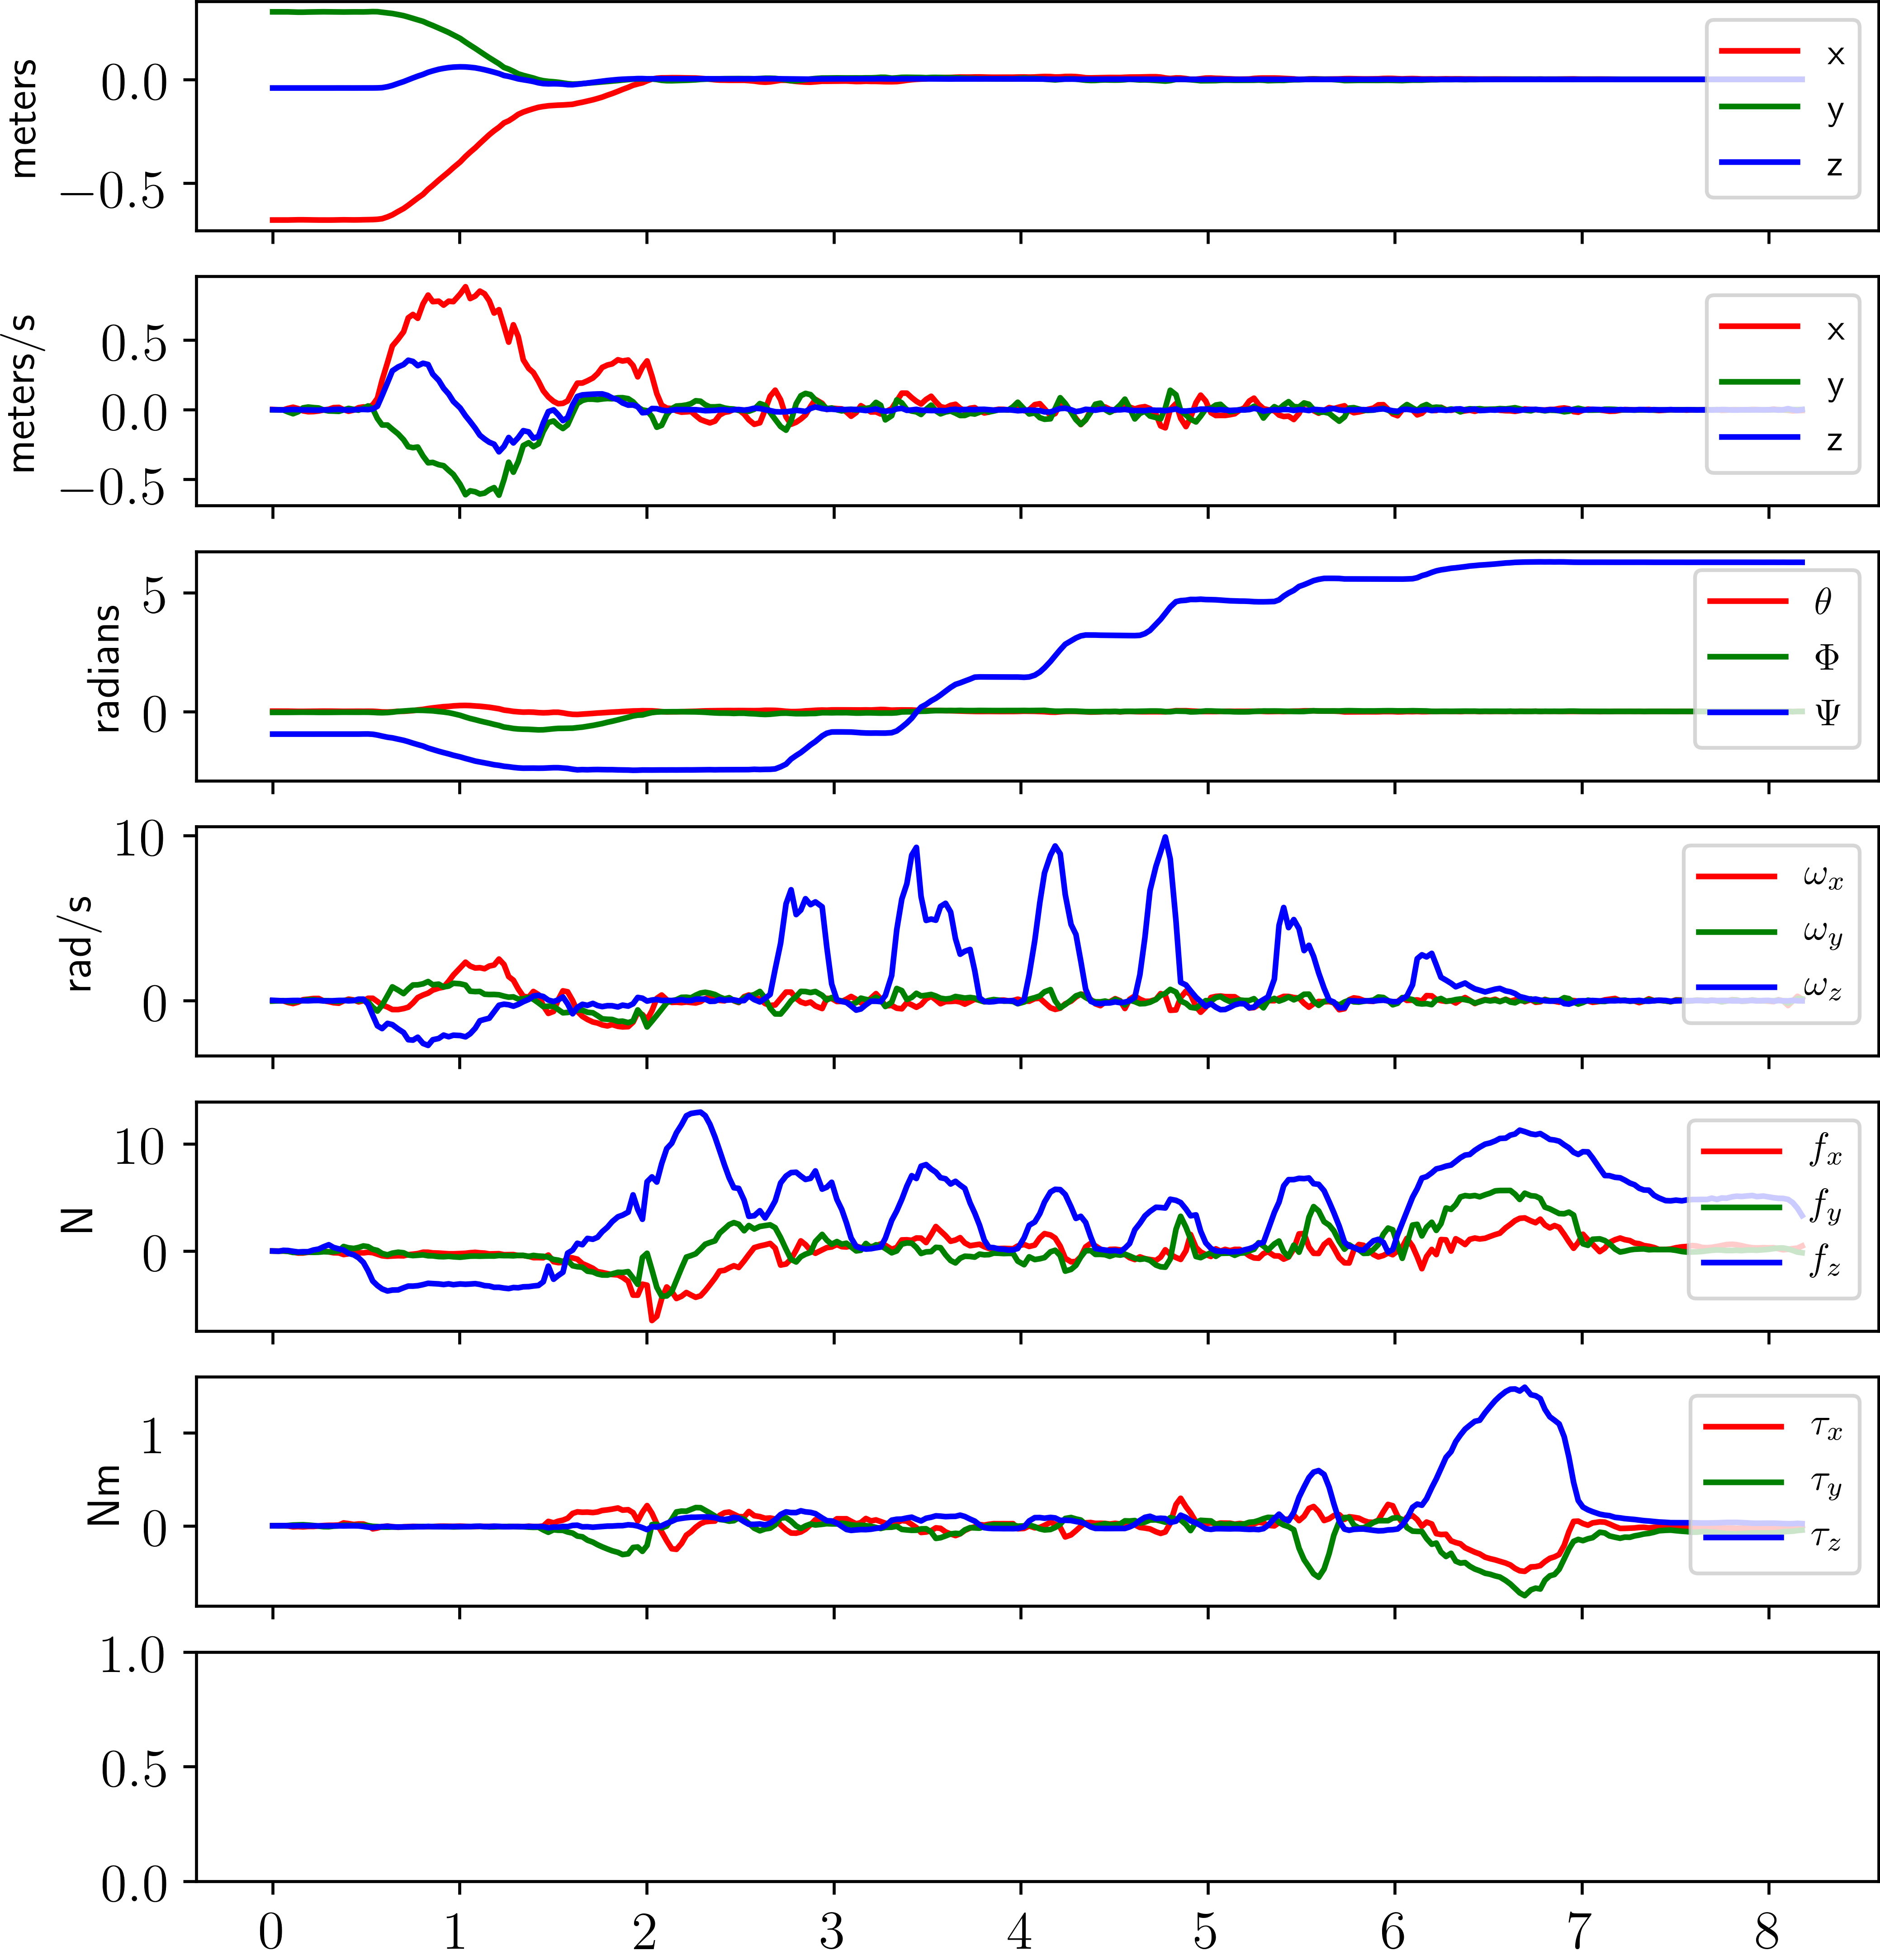 meters
0.0
−0.5
x
y
z
meters/s
0.5
0.0
−0.5
x
y
z
radians
5
0
θ
Φ
Ψ
rad/s
10
0
ω_x
ω_y
ω_z
N
10
0
f_x
f_y
f_z
Nm
1
0
τ_x
τ_y
τ_z
1.0
0.5
0.0
0 1 2 3 4 5 6 7 8